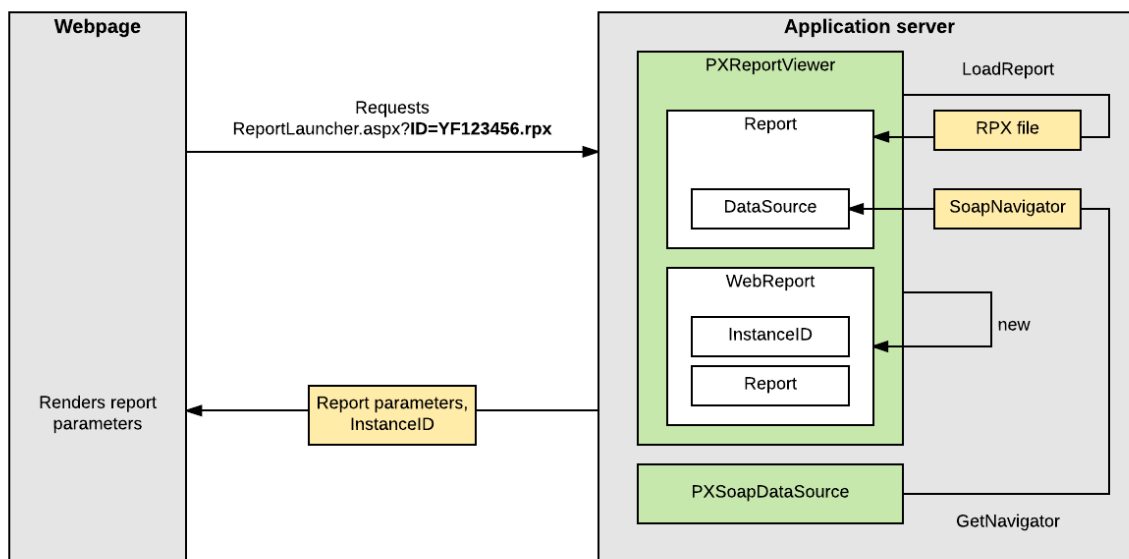 Webpage
Application server
PXReportViewer
LoadReport
Requests
ReportLauncher.aspx?ID=YF123456.rpx
Report
RPX file
DataSource
SoapNavigator
WebReport
new
InstanceID
Report
Renders report
parameters
Report parameters,
InstanceID
PXSoapDataSource
GetNavigator